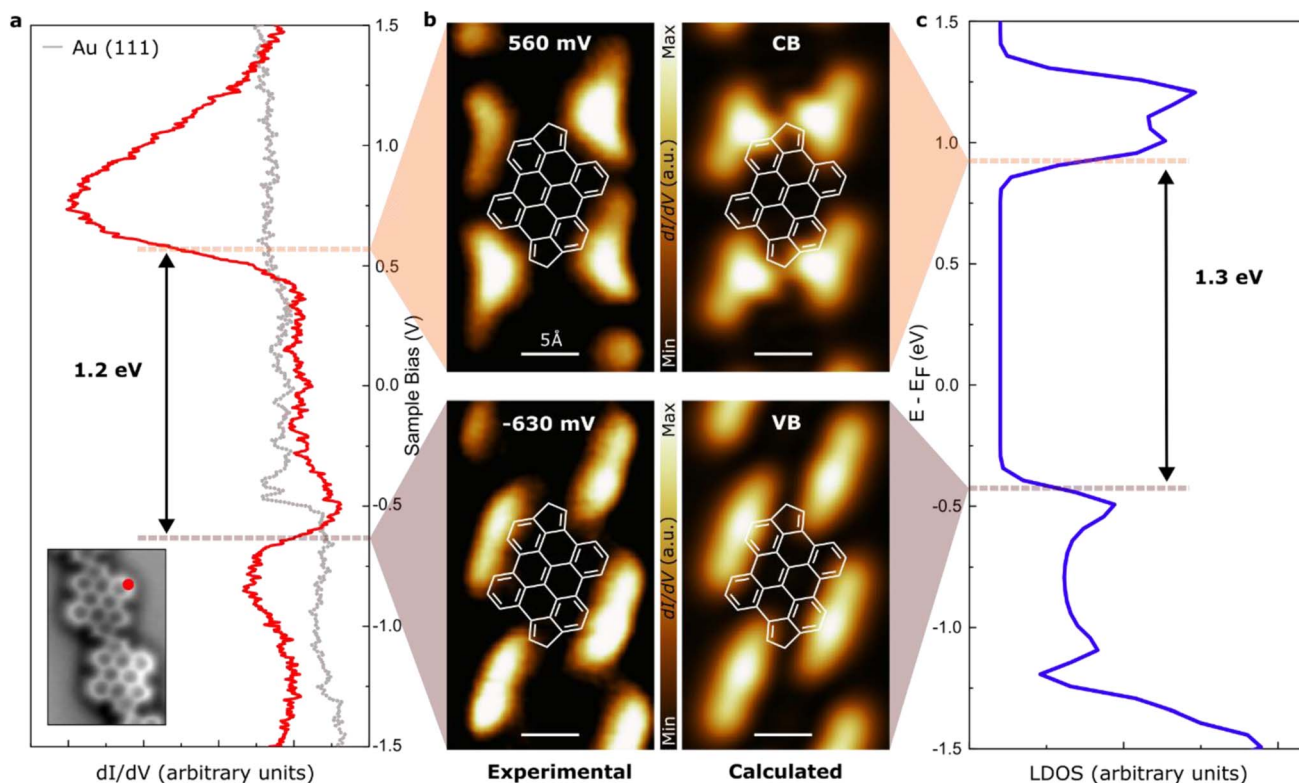 a
Au (111)
1.5
1.0
0.5
0.0
-0.5
-1.0
-1.5
Sample Bias (V)
1.2 eV
dI/dV (arbitrary units)
b
560 mV
5Å
Max
dI/dV (a.u.)
Min
CB
-630 mV
Max
dI/dV (a.u.)
Min
VB
Experimental
Calculated
c
1.5
1.0
0.5
0.0
-0.5
-1.0
-1.5
E - EF (eV)
1.3 eV
LDOS (arbitrary units)